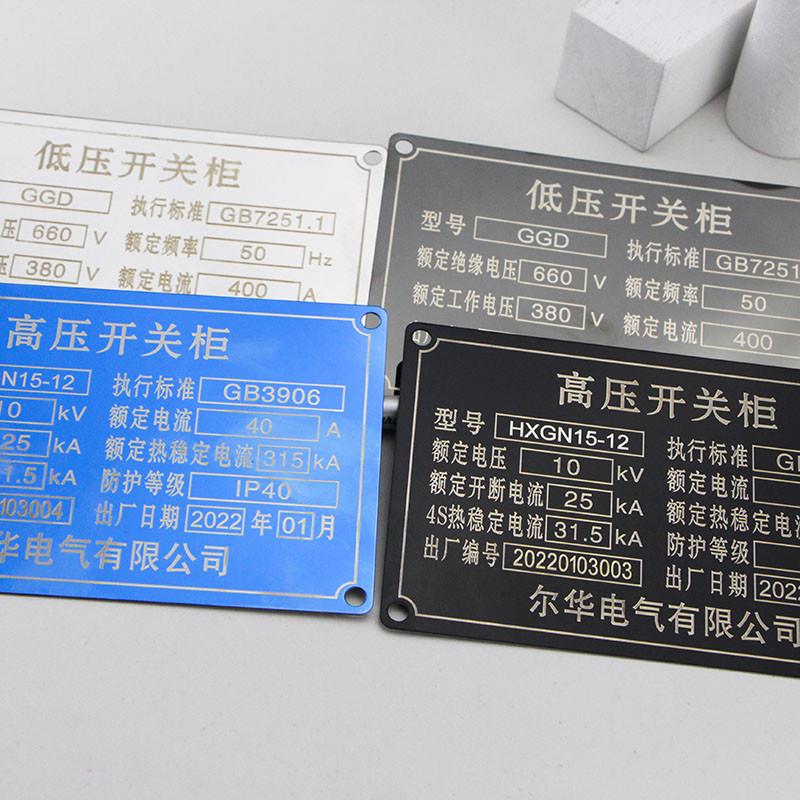 低压开关柜
GGD 执行标准 GB7251.1
压 660 V 额定频率 50 Hz
压 380 V 额定电流 400 A
低压开关柜
型号 GGD 执行标准 GB7251
额定绝缘电压 660 V 额定频率 50
额定工作电压 380 V 额定电流 400
高压开关柜
N15-12 执行标准 GB3906
10 kV 额定电流 40 A
25 kA 额定热稳定电流 315 kA
1.5 kA 防护等级 IP40
103004 出厂日期 2022 年 01 月
尔华电气有限公司
高压开关柜
型号 HXGN15-12 执行标准 G
额定电压 10 kV 额定电流
额定开断电流 25 kA 额定热稳定电流
4S热稳定电流 31.5 kA 防护等级
出厂编号 20220103003 出厂日期 2022
尔华电气有限公司